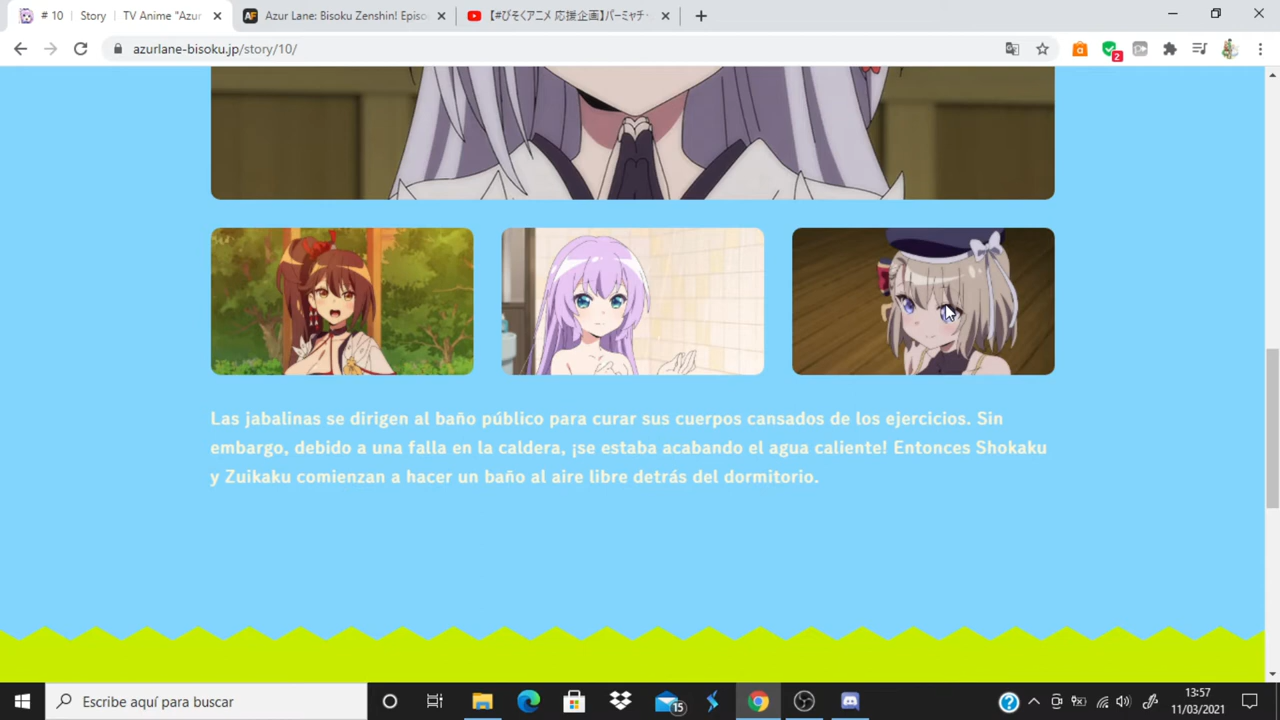 # 10 | Story | TV Anime "Azur
Azur Lane: Bisoku Zenshin! Episo
【#びそくアニメ 応援企画】パーミャチ
azurlane-bisoku.jp/story/10/
2
Las jabalinas se dirigen al baño público para curar sus cuerpos cansados de los ejercicios. Sin
embargo, debido a una falla en la caldera, ¡se estaba acabando el agua caliente! Entonces Shokaku
y Zuikaku comienzan a hacer un baño al aire libre detrás del dormitorio.
Escribe aquí para buscar
15
13:57
11/03/2021